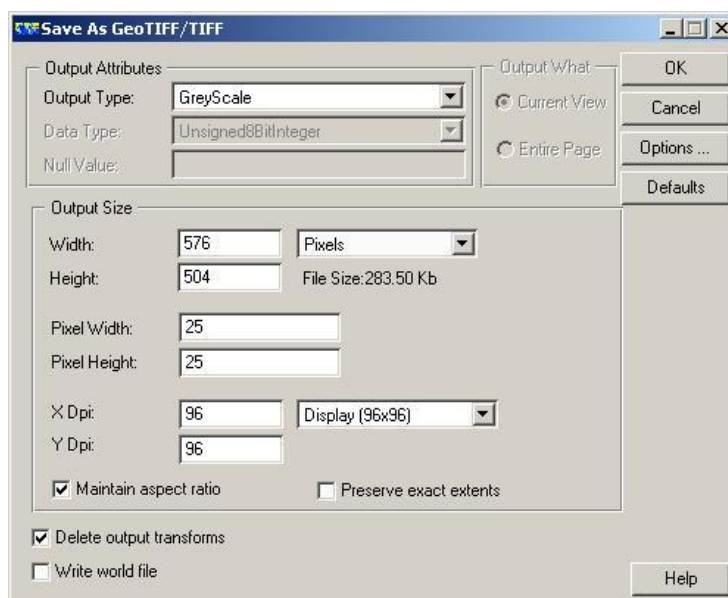 Save As GeoTIFF/TIFF
Output Attributes
Output Type: GreyScale
Data Type: Unsigned8BitInteger
Null Value:
Output What
Current View
Entire Page
OK
Cancel
Options ...
Defaults
Output Size
Width: 576 Pixels
Height: 504 File Size:283.50 Kb
Pixel Width: 25
Pixel Height: 25
X Dpi: 96 Display (96x96)
Y Dpi: 96
Maintain aspect ratio Preserve exact extents
Delete output transforms
Write world file
Help